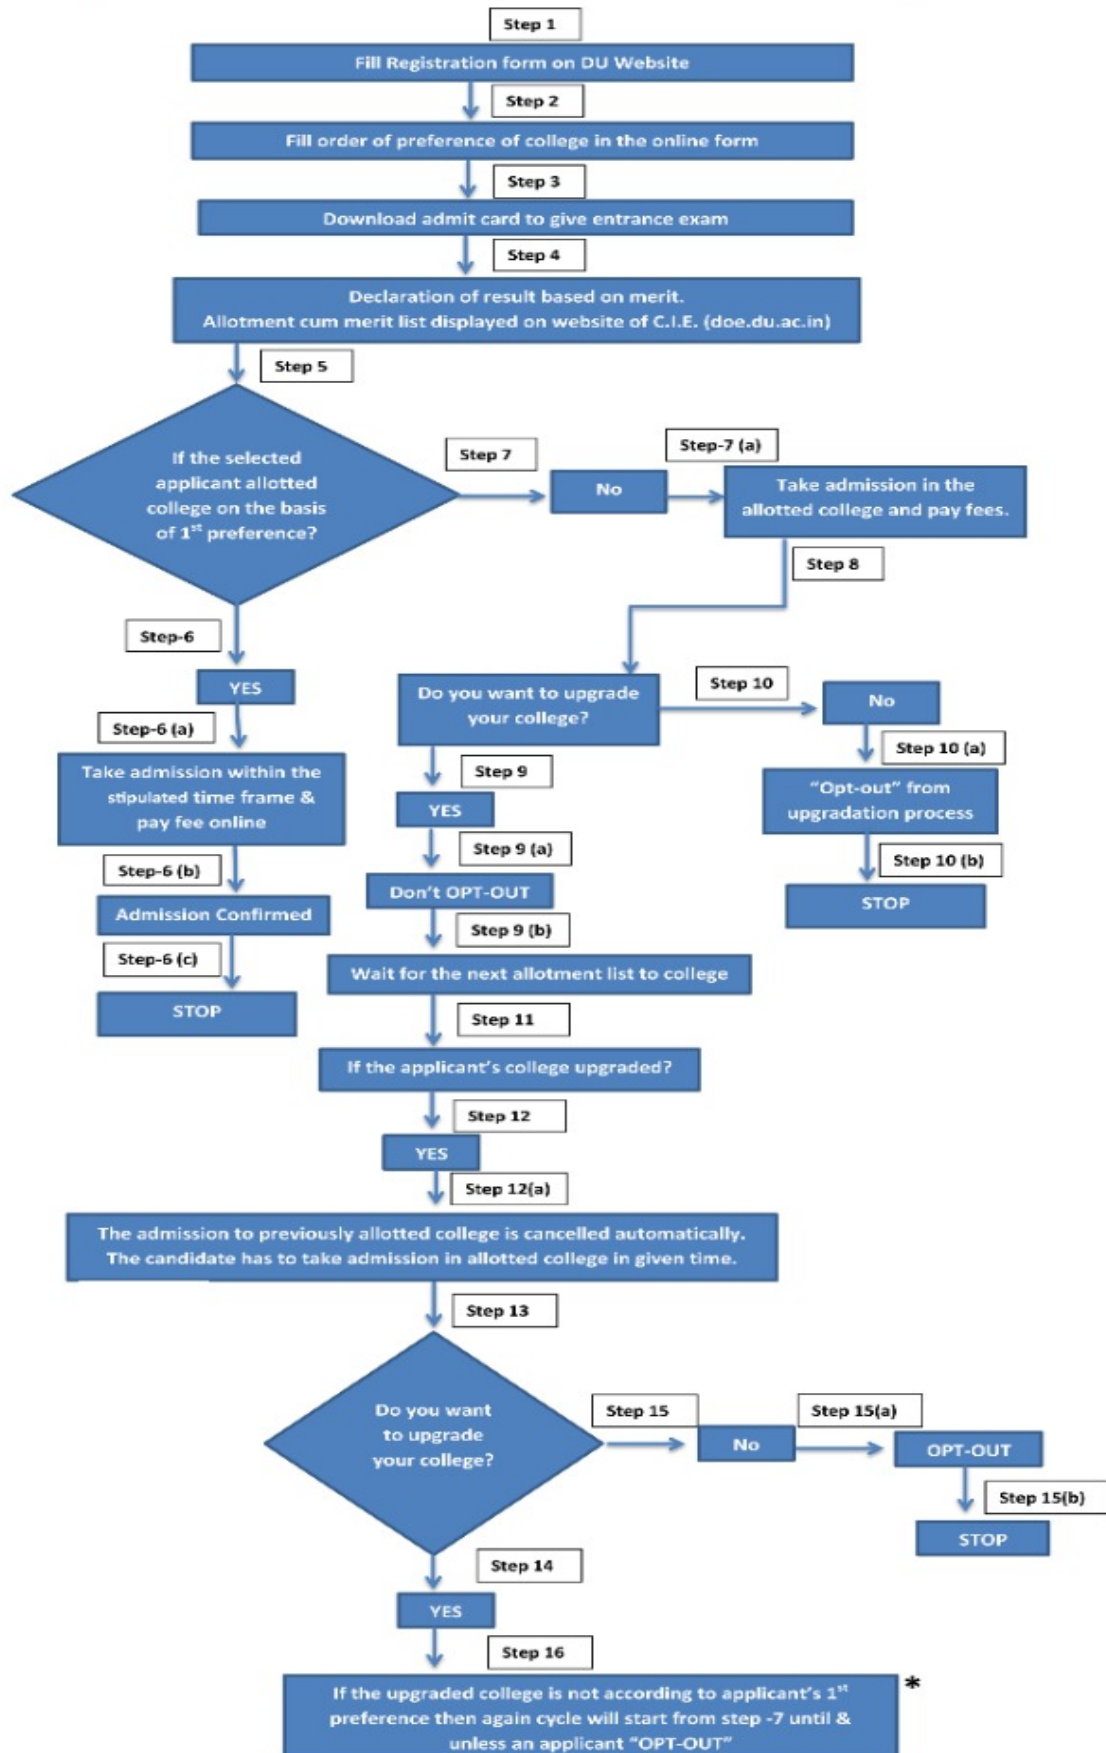 Step 1
Fill Registration form on DU Website
Step 2
Fill order of preference of college in the online form
Step 3
Download admit card to give entrance exam
Step 4
Declaration of result based on merit.
Allotment cum merit list displayed on website of C.I.E. (doe.du.ac.in)
Step 5
If the selected
applicant allotted
college on the basis
of 1st preference?
Step 7
No
Step-7 (a)
Take admission in the
allotted college and pay fees.
Step 8
Step-6
YES
Step-6 (a)
Take admission within the
stipulated time frame &
pay fee online
Step-6 (b)
Admission Confirmed
Step-6 (c)
STOP
Do you want to upgrade
your college?
Step 10
No
Step 10 (a)
“Opt-out” from
upgradation process
Step 10 (b)
STOP
Step 9
YES
Step 9 (a)
Don’t OPT-OUT
Step 9 (b)
Wait for the next allotment list to college
Step 11
If the applicant’s college upgraded?
Step 12
YES
Step 12(a)
The admission to previously allotted college is cancelled automatically.
The candidate has to take admission in allotted college in given time.
Step 13
Do you want
to upgrade
your college?
Step 15
No
Step 15(a)
OPT-OUT
Step 15(b)
STOP
Step 14
YES
Step 16
If the upgraded college is not according to applicant’s 1st
preference then again cycle will start from step -7 until &
unless an applicant “OPT-OUT”
*